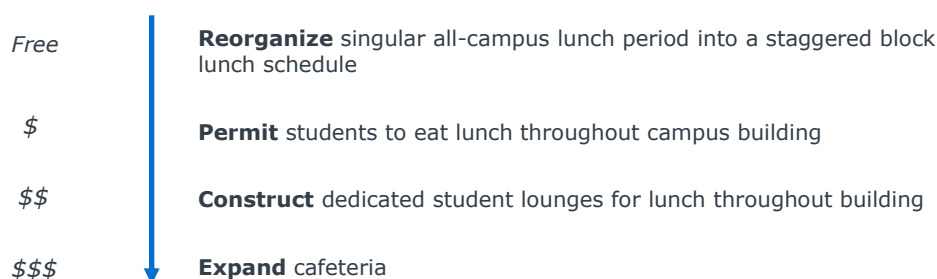 Free
Reorganize singular all-campus lunch period into a staggered block
lunch schedule
$
Permit students to eat lunch throughout campus building
$$
Construct dedicated student lounges for lunch throughout building
$$$
Expand cafeteria